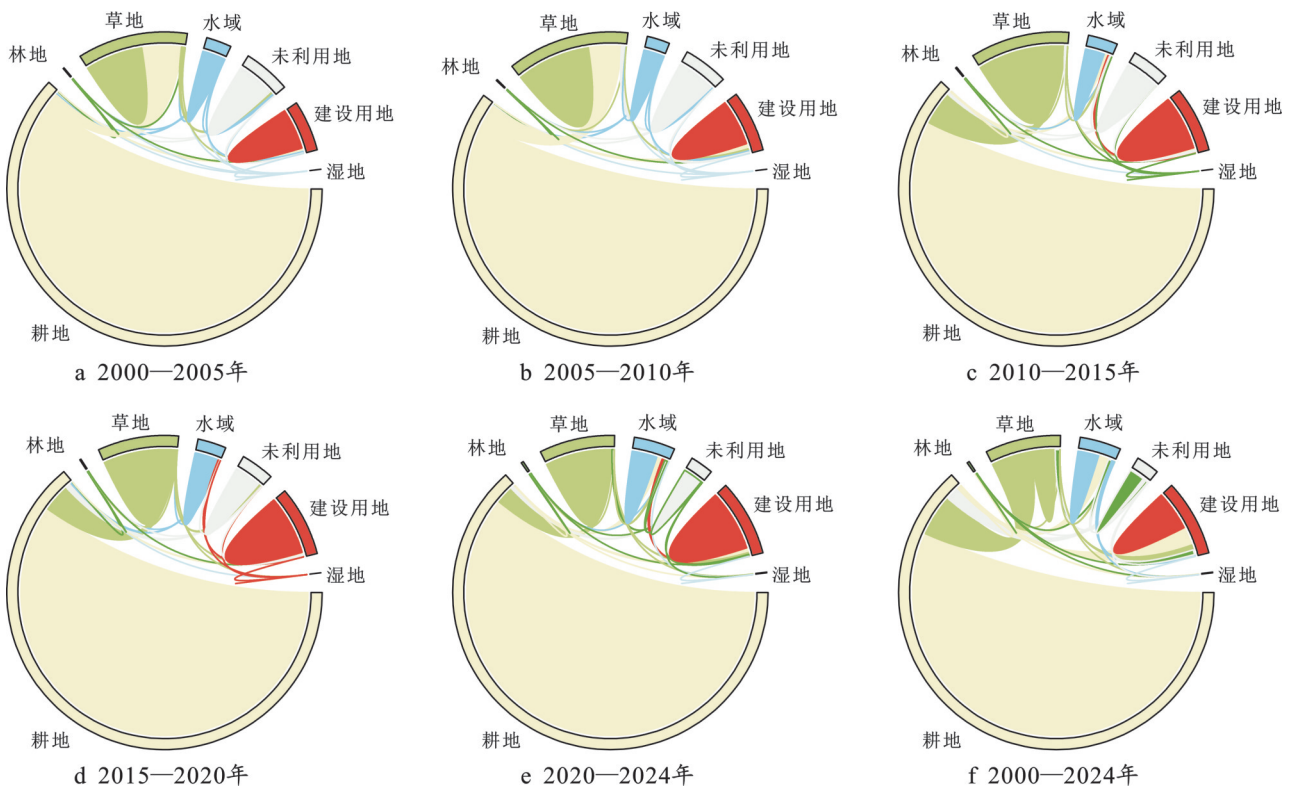 草地
水域
林地
未利用地
建设用地
湿地
耕地
a 2000—2005年
草地
水域
林地
未利用地
建设用地
湿地
耕地
b 2005—2010年
草地
水域
林地
未利用地
建设用地
湿地
耕地
c 2010—2015年
草地
水域
林地
未利用地
建设用地
湿地
耕地
d 2015—2020年
草地
水域
林地
未利用地
建设用地
湿地
耕地
e 2020—2024年
草地
水域
林地
未利用地
建设用地
湿地
耕地
f 2000—2024年